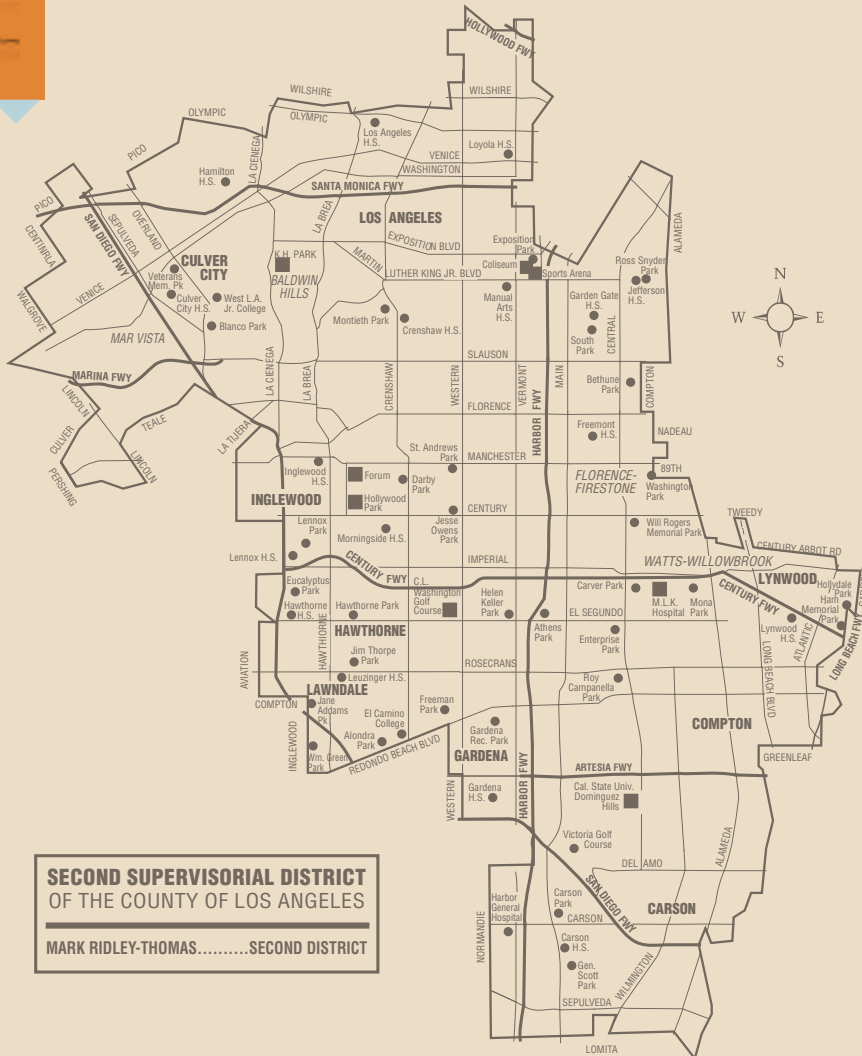 HOLLYWOOD FWY
WILSHIRE
WILSHIRE
OLYMPIC
OLYMPIC
PICO
LA CIENEGA
Los Angeles
H.S.
Loyola H.S.
VENICE
WASHINGTON
Hamilton
H.S.
SANTA MONICA FWY
PICO
SAN DIEGO FWY
SEPULVEDA
OVERLAND
LA BREA
LOS ANGELES
ALAMEDA
CENTINRLA
EXPOSITION BLVD
Exposition
Park
K.H. PARK
MARTIN
LUTHER KING JR. BLVD
Coliseum
Sports Arena
Ross Snyder
Park
CULVER
CITY
Veterans
Mem. Pk
BALDWIN
HILLS
Culver
City H.S.
West L.A.
Jr. College
Manual
Arts
H.S.
Garden Gate
H.S.
Jefferson
H.S.
N
W
E
S
VENICE
WALGROVE
Blanco Park
Montieth Park
Crenshaw H.S.
South
Park
CENTRAL
MAR VISTA
SLAUSON
MARINA FWY
LA CIENEGA
LA BREA
CRENSHAW
WESTERN
VERMONT
HARBOR FWY
MAIN
Bethune
Park
COMPTON
LINCOLN
TEALE
CULVER
LINCOLN
PERSHING
LA TIJERA
FLORENCE
Fremont
H.S.
NADEAU
St. Andrews
Park
MANCHESTER
89TH
Inglewood
H.S.
Forum
Darby
Park
FLORENCE-
FIRESTONE
Washington
Park
INGLEWOOD
Hollywood
Park
CENTURY
TWEEDY
Lennox
Park
Morningside H.S.
Jesse
Owens
Park
Will Rogers
Memorial Park
CENTURY ABBOT RD
Lennox H.S.
IMPERIAL
WATTS-WILLOWBROOK
CENTURY FWY
LYNWOOD
Eucalyptus
Park
C.L.
Washington
Golf
Course
Helen
Keller
Park
Carver Park
M.L.K.
Hospital
Mona
Park
CENTURY FWY
Hollydale
Park
Ham
Memorial
Park
Hawthorne
H.S.
Hawthorne Park
EL SEGUNDO
Lynwood
H.S.
LONG BEACH FWY
HAWTHIORNE
HAWTHORNE
Athens
Park
Enterprise
Park
ATLANTIC
LONG BEACH BLVD
AVIATION
Jim Thorpe
Park
ROSECRANS
Leuzinger H.S.
Roy
Campanella
Park
LAWNDALE
COMPTON
Jane
Addams
Pk.
El Camino
College
Freeman
Park
Gardena
Rec. Park
COMPTON
INGLEWOOD
Alondra
Park
GARDENA
GREENLEAF
Wm. Green
Park
REDONDO BEACH BLVD
HARBOR FWY
ARTESIA FWY
WESTERN
Gardena
H.S.
Cal. State Univ.
Dominguez
Hills
Victoria Golf
Course
ALAMEDA
DEL AMO
SAN DIEGO FWY
Harbor
General
Hospital
Carson
Park
CARSON
CARSON
NORMANDIE
Carson
H.S.
Gen.
Scott
Park
WILMINGTON
SEPULVEDA
LOMITA
SECOND SUPERVISORIAL DISTRICT
OF THE COUNTY OF LOS ANGELES
MARK RIDLEY-THOMAS..........SECOND DISTRICT